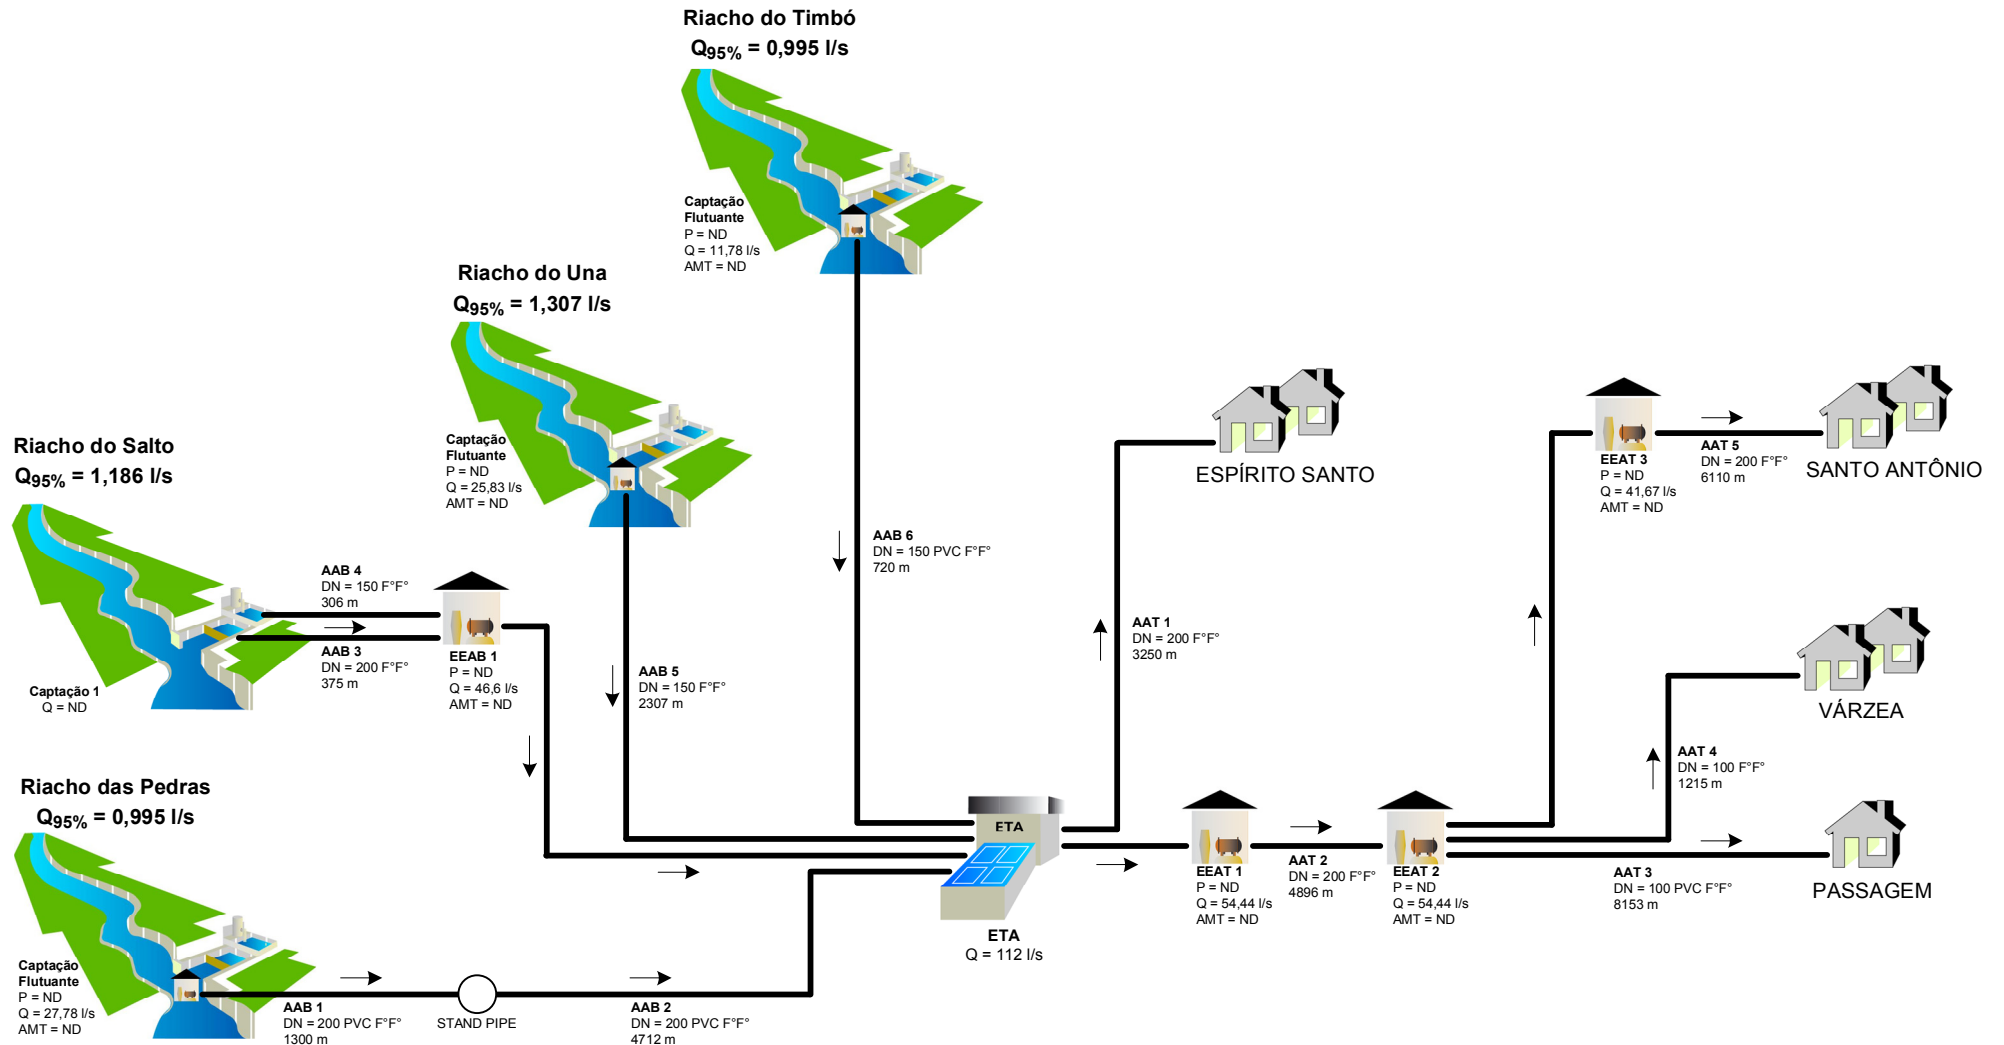 Riacho do Timbó
Q95% = 0,995 l/s
Captação
Flutuante
P = ND
Q = 11,78 l/s
AMT = ND
Riacho do Una
Q95% = 1,307 l/s
Captação
Flutuante
P = ND
Q = 25,83 l/s
AMT = ND
Riacho do Salto
Q95% = 1,186 l/s
Captação 1
Q = ND
AAB 4
DN = 150 F°F°
306 m
AAB 3
DN = 200 F°F°
375 m
EEAB 1
P = ND
Q = 46,6 l/s
AMT = ND
AAB 5
DN = 150 F°F°
2307 m
AAB 6
DN = 150 PVC F°F°
720 m
Riacho das Pedras
Q95% = 0,995 l/s
Captação
Flutuante
P = ND
Q = 27,78 l/s
AMT = ND
AAB 1
DN = 200 PVC F°F°
1300 m
STAND PIPE
AAB 2
DN = 200 PVC F°F°
4712 m
ETA
ETA
Q = 112 l/s
AAT 1
DN = 200 F°F°
3250 m
ESPÍRITO SANTO
EEAT 1
P = ND
Q = 54,44 l/s
AMT = ND
AAT 2
DN = 200 F°F°
4896 m
EEAT 2
P = ND
Q = 54,44 l/s
AMT = ND
EEAT 3
P = ND
Q = 41,67 l/s
AMT = ND
AAT 5
DN = 200 F°F°
6110 m
SANTO ANTÔNIO
VÁRZEA
AAT 4
DN = 100 F°F°
1215 m
AAT 3
DN = 100 PVC F°F°
8153 m
PASSAGEM